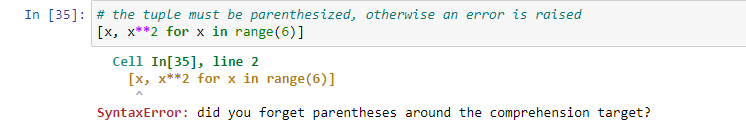 In [35]: # the tuple must be parenthesized, otherwise an error is raised
[x, x**2 for x in range(6)]
Cell In[35], line 2
[x, x**2 for x in range(6)]
^
SyntaxError: did you forget parentheses around the comprehension target?